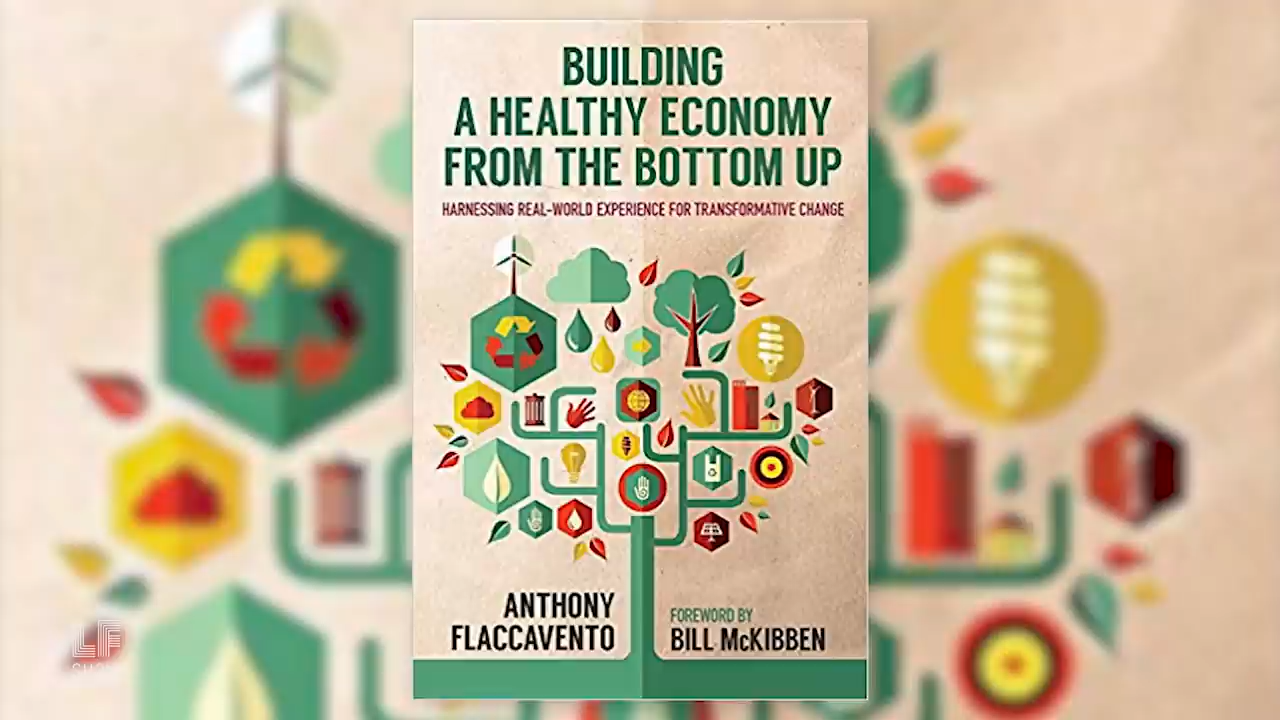 BUILDING
A HEALTHY ECONOMY
FROM THE BOTTOM UP
HARNESSING REAL-WORLD EXPERIENCE FOR TRANSFORMATIVE CHANGE
ANTHONY
FLACCAVENTO
FOREWORD BY
BILL McKIBBEN
LF